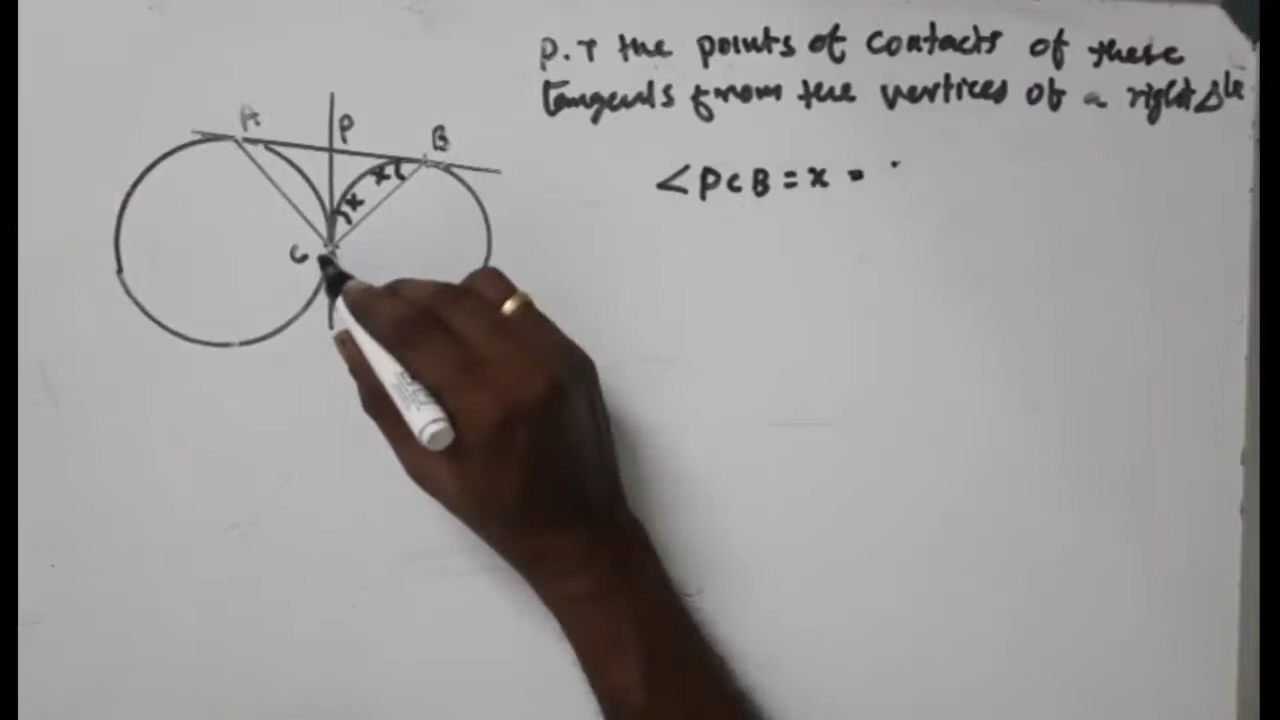 P.T the points of contacts of these
tangents from the vertices of a right Δle
∠PCB = x =
A
P
B
x
x
C